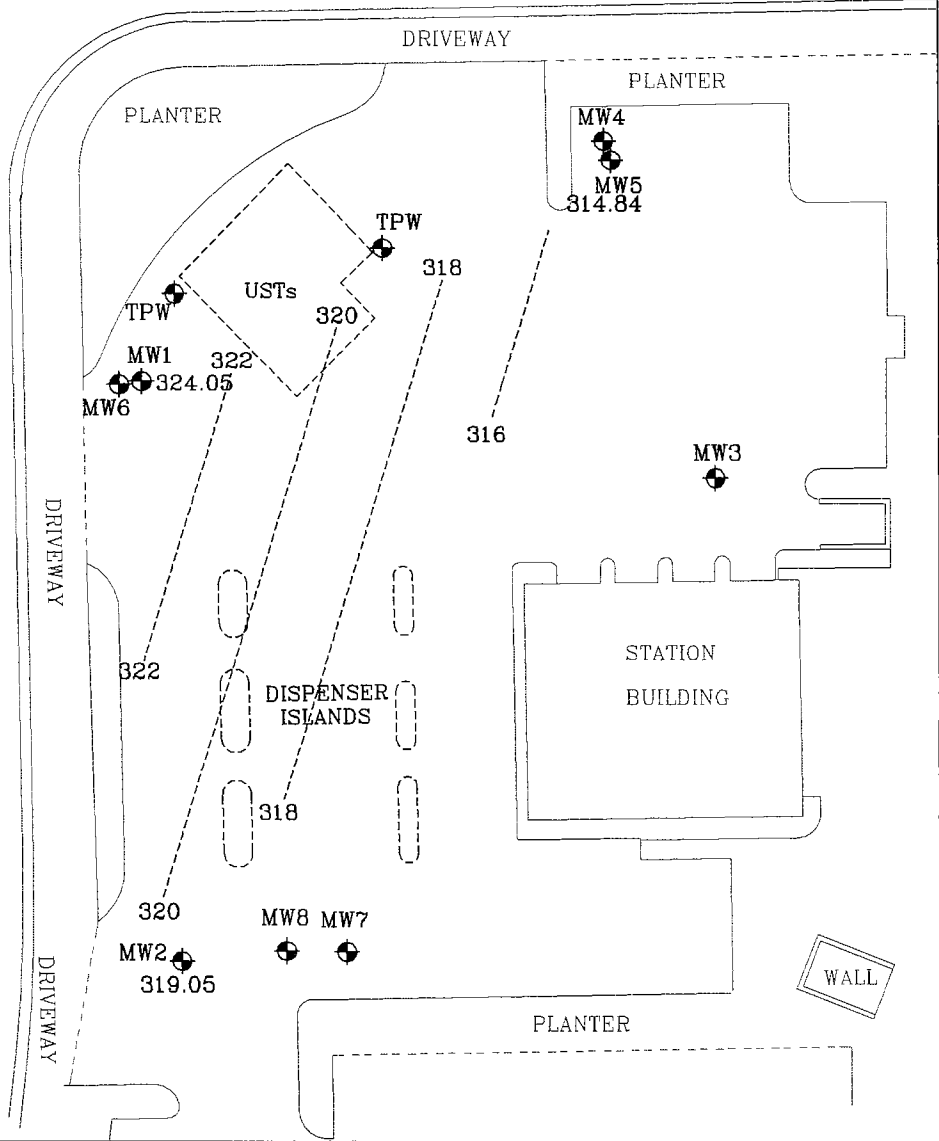 DRIVEWAY
PLANTER
PLANTER
MW4
MW5
314.84
TPW
318
USTs
TPW
320
MW1
322
324.05
MW6
316
MW3
DRIVEWAY
STATION
BUILDING
322
DISPENSER
ISLANDS
318
320
MW8
MW7
MW2
319.05
DRIVEWAY
WALL
PLANTER